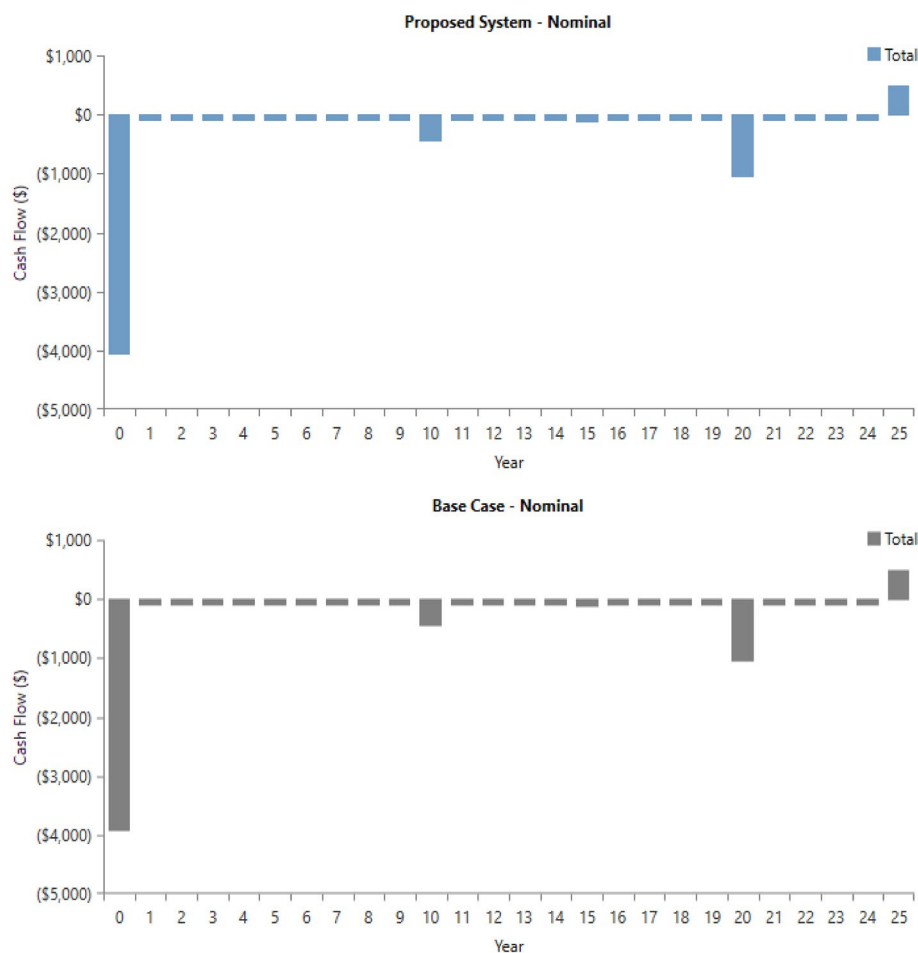 Proposed System - Nominal
Total
$1,000
$0
($1,000)
($2,000)
($3,000)
($4,000)
($5,000)
Cash Flow ($)
0 1 2 3 4 5 6 7 8 9 10 11 12 13 14 15 16 17 18 19 20 21 22 23 24 25
Year
Base Case - Nominal
Total
$1,000
$0
($1,000)
($2,000)
($3,000)
($4,000)
($5,000)
Cash Flow ($)
0 1 2 3 4 5 6 7 8 9 10 11 12 13 14 15 16 17 18 19 20 21 22 23 24 25
Year